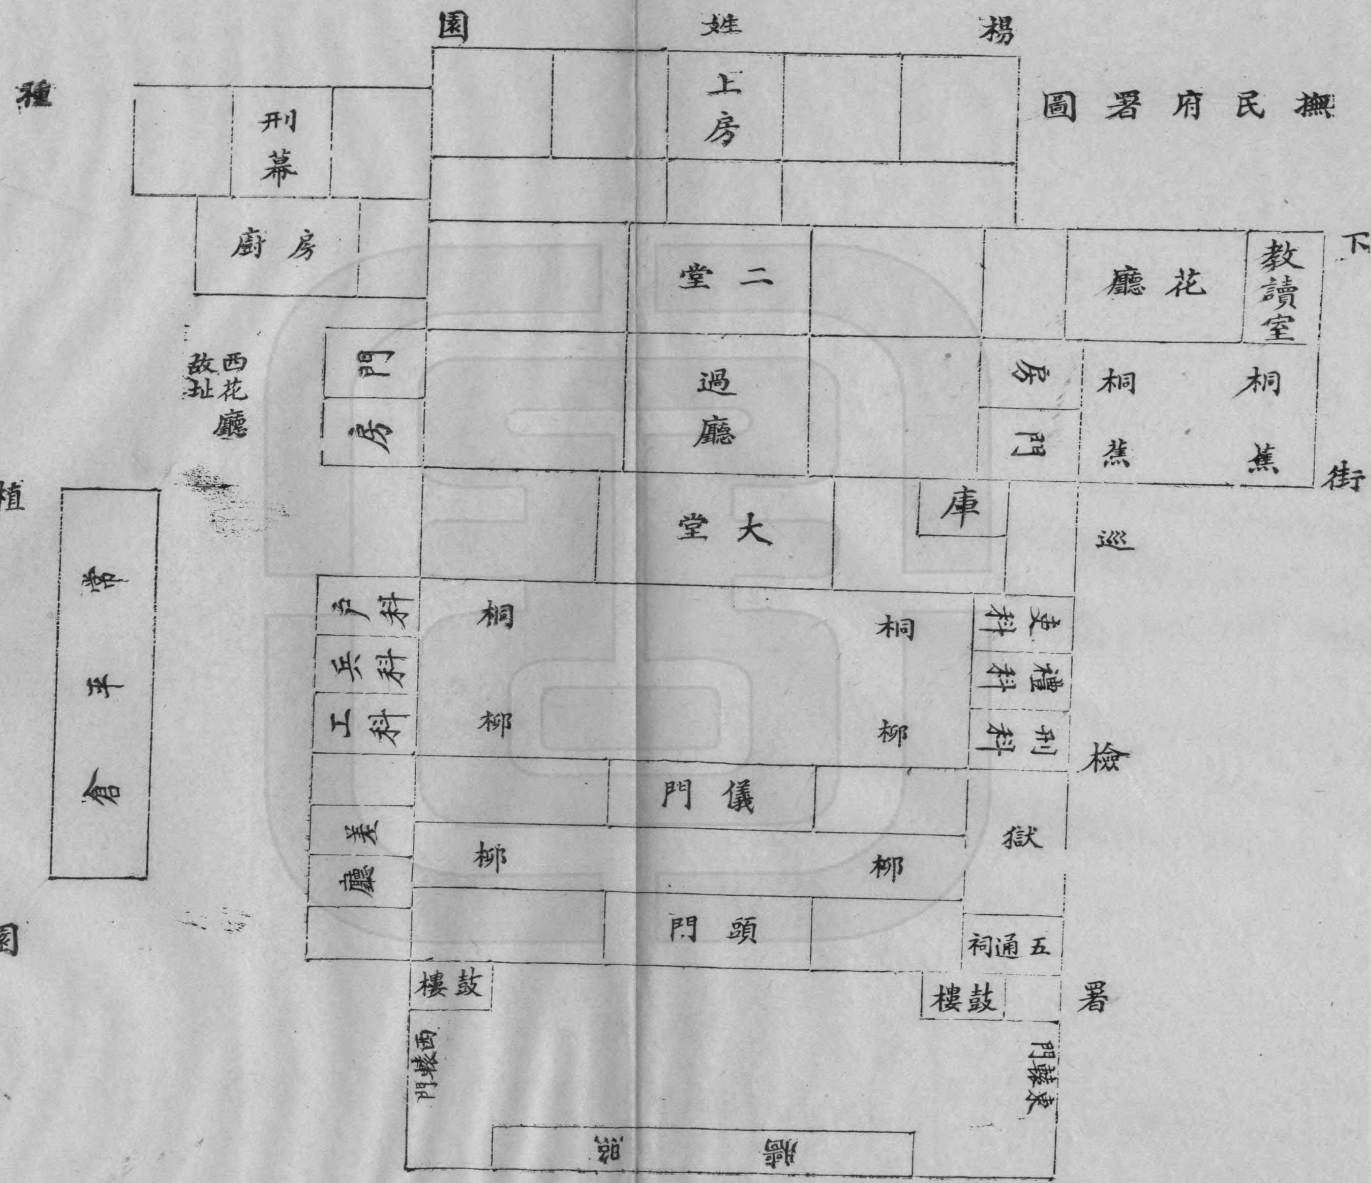 撫民府署圖
楊姓園
上房
刑幕
廚房
二堂
花廳
教讀室
下街
西花廳故址
門房
過廳
門房
桐 桐
蕉 蕉
大堂
庫
巡檢署
種植園
常平倉
戶科
兵科
工科
吏科
禮科
刑科
桐 桐
柳 柳
儀門
獄
差廳
柳 柳
頭門
五通祠
鼓樓
鼓樓
西轅門
東轅門
照牆